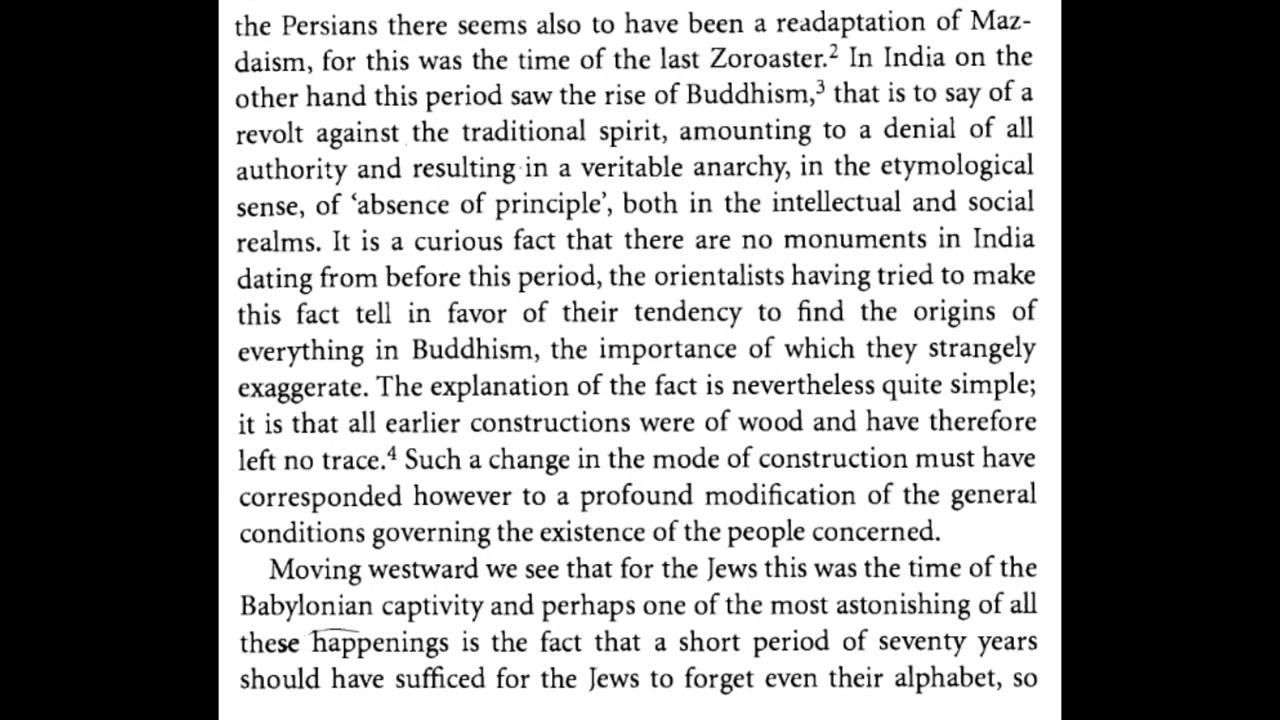 the Persians there seems also to have been a readaptation of Maz-
daism, for this was the time of the last Zoroaster.² In India on the
other hand this period saw the rise of Buddhism,³ that is to say of a
revolt against the traditional spirit, amounting to a denial of all
authority and resulting in a veritable anarchy, in the etymological
sense, of ‘absence of principle’, both in the intellectual and social
realms. It is a curious fact that there are no monuments in India
dating from before this period, the orientalists having tried to make
this fact tell in favor of their tendency to find the origins of
everything in Buddhism, the importance of which they strangely
exaggerate. The explanation of the fact is nevertheless quite simple;
it is that all earlier constructions were of wood and have therefore
left no trace.⁴ Such a change in the mode of construction must have
corresponded however to a profound modification of the general
conditions governing the existence of the people concerned.
Moving westward we see that for the Jews this was the time of the
Babylonian captivity and perhaps one of the most astonishing of all
these happenings is the fact that a short period of seventy years
should have sufficed for the Jews to forget even their alphabet, so